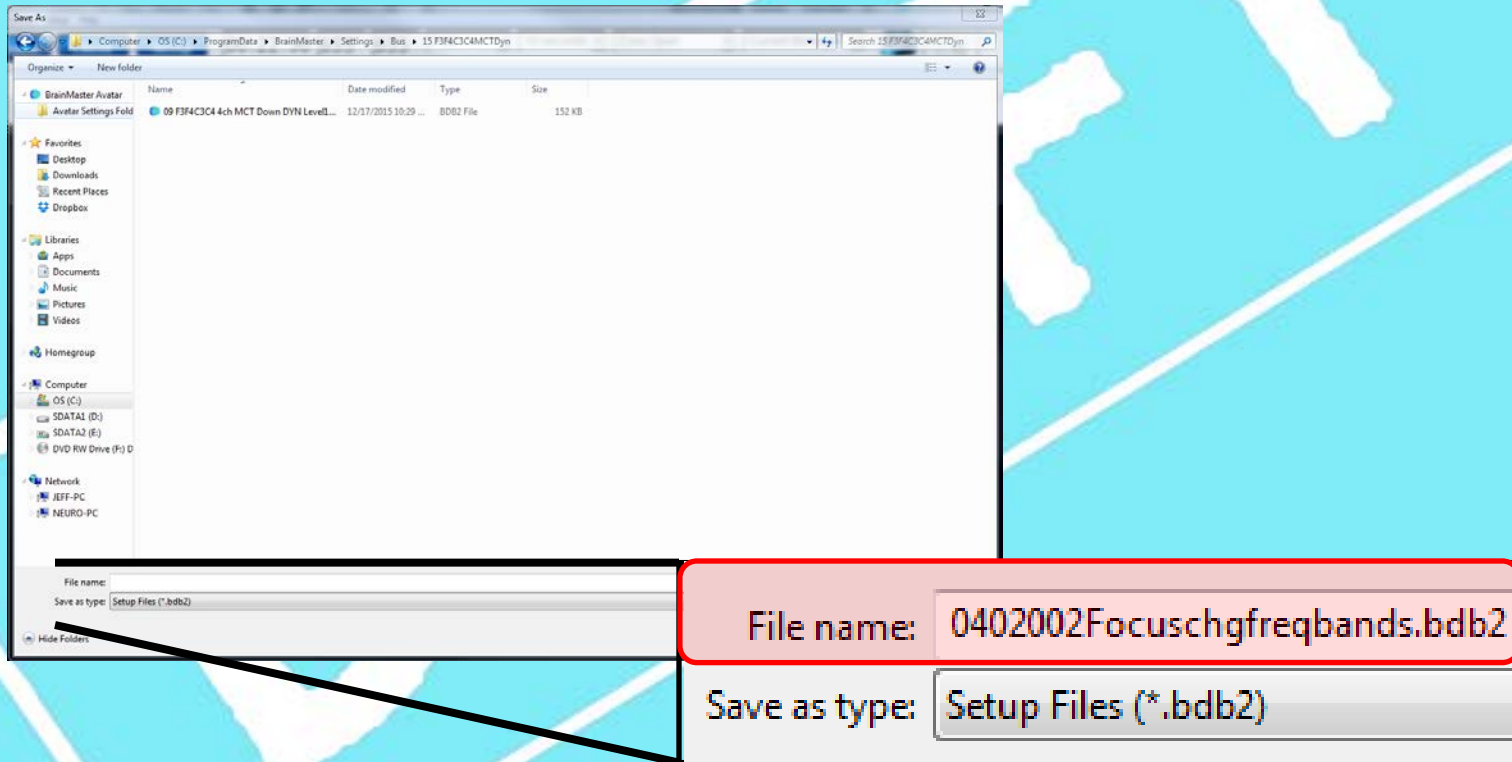 Save As
Computer ▸ OS (C:) ▸ ProgramData ▸ BrainMaster ▸ Settings ▸ Bus ▸ 15 F3F4C3C4MCTDyn
Search 15 F3F4C3C4MCTDyn
Organize
New folder
Name Date modified Type Size
09 F3F4C3C4 4ch MCT Down DYN Level1... 12/17/2015 10:29 ... BDB2 File 152 KB
BrainMaster Avatar
Avatar Settings Fold
Favorites
Desktop
Downloads
Recent Places
Dropbox
Libraries
Apps
Documents
Music
Pictures
Videos
Homegroup
Computer
OS (C:)
SDATA1 (D:)
SDATA2 (E:)
DVD RW Drive (F:) D
Network
JEFF-PC
NEURO-PC
File name:
Save as type: Setup Files (*.bdb2)
Hide Folders
File name: 0402002Focuschgfreqbands.bdb2
Save as type: Setup Files (*.bdb2)